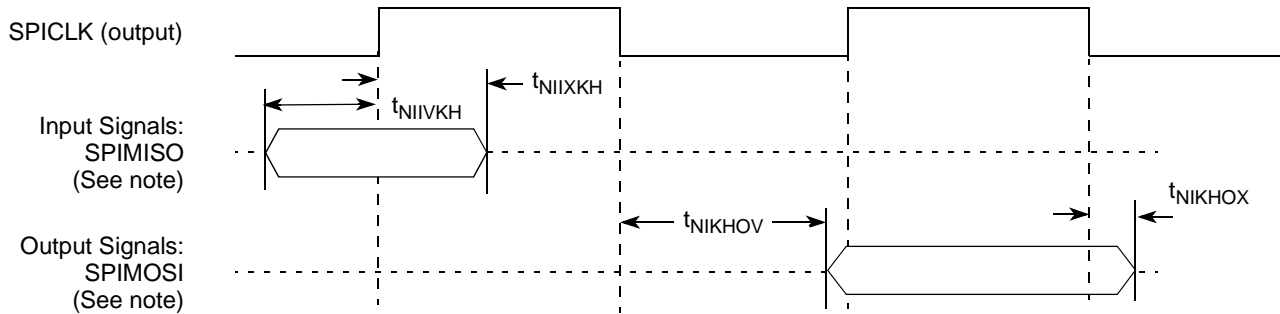 SPICLK (output)
tNIIXKH
tNIIVKH
Input Signals:
SPIMISO
(See note)
tNIKHOX
tNIKHOV
Output Signals:
SPIMOSI
(See note)